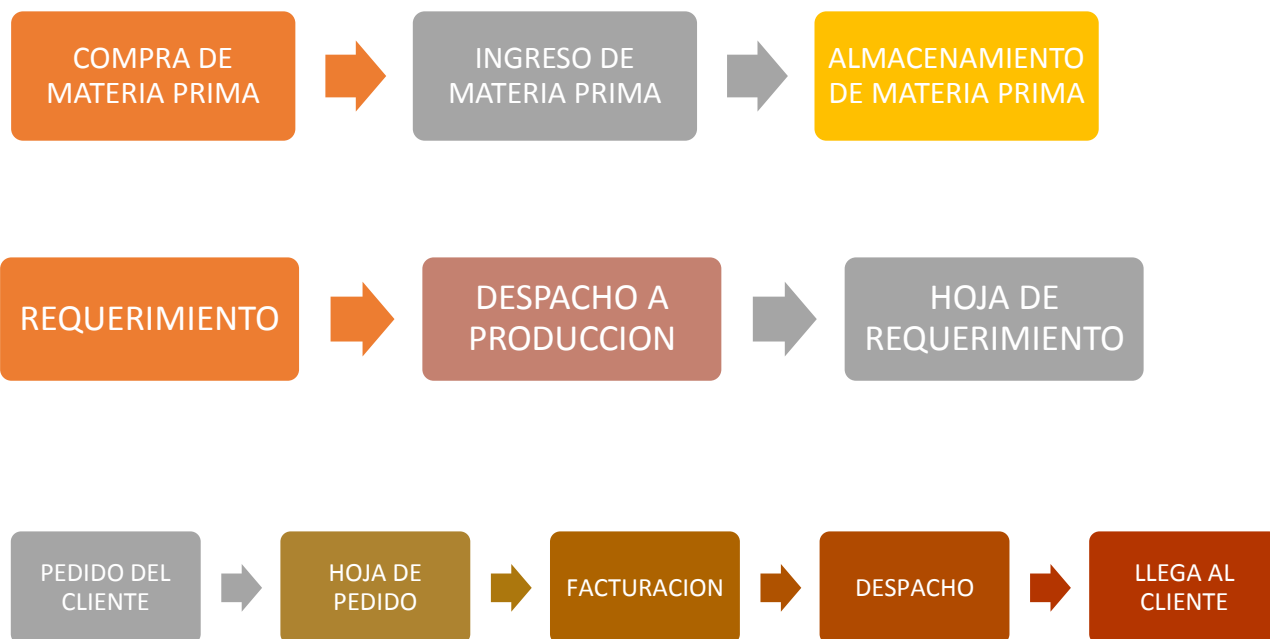 COMPRA DE
MATERIA PRIMA
INGRESO DE
MATERIA PRIMA
ALMACENAMIENTO
DE MATERIA PRIMA
REQUERIMIENTO
DESPACHO A
PRODUCCION
HOJA DE
REQUERIMIENTO
PEDIDO DEL
CLIENTE
HOJA DE
PEDIDO
FACTURACION
DESPACHO
LLEGA AL
CLIENTE